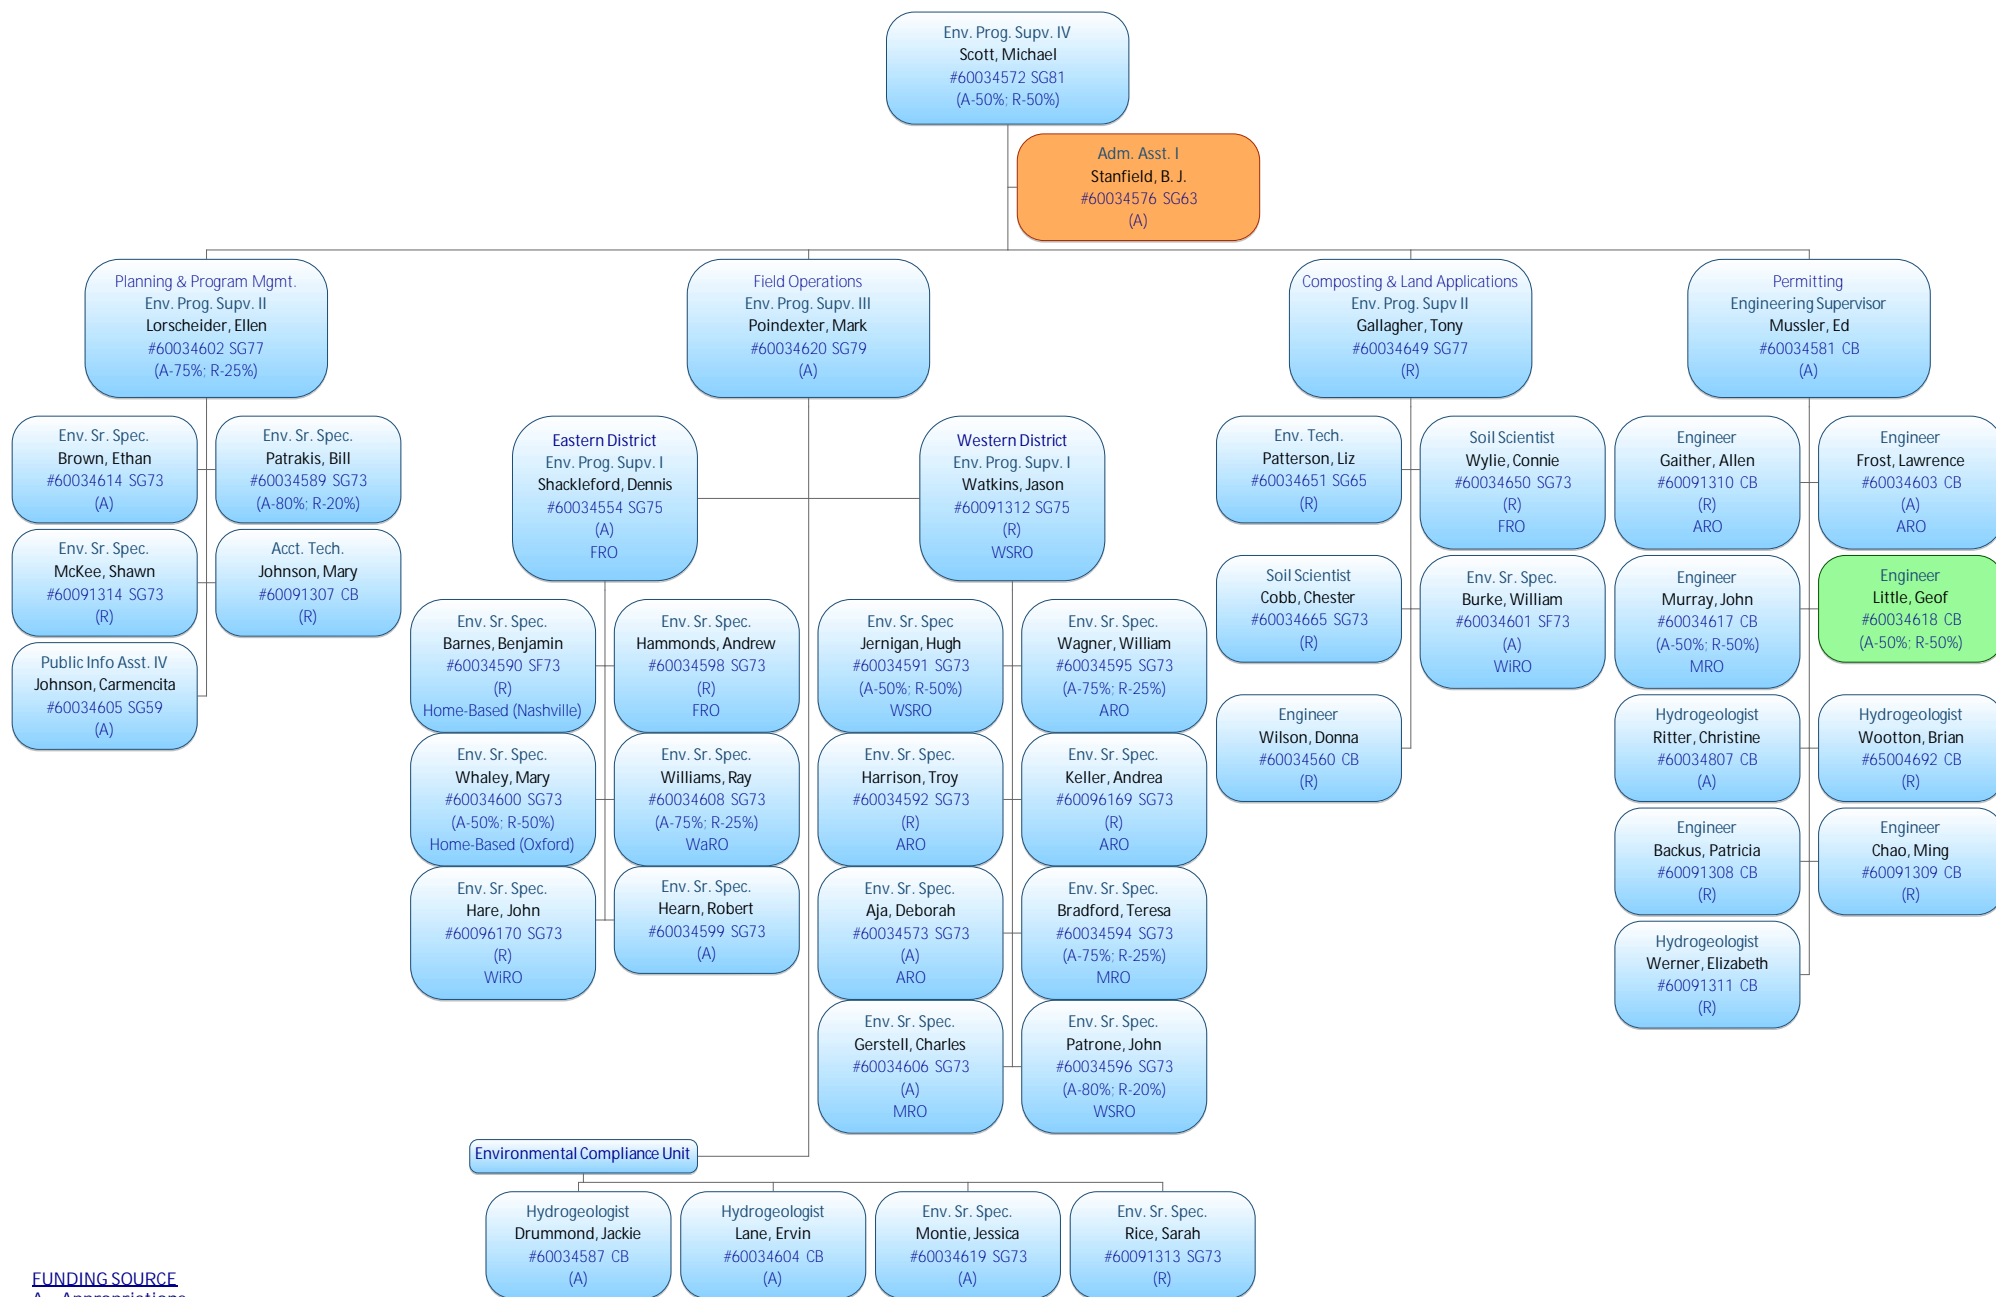 Env. Prog. Supv. IV
Scott, Michael
#60034572 SG81
(A-50%; R-50%)
Adm. Asst. I
Stanfield, B. J.
#60034576 SG63
(A)
Planning & Program Mgmt.
Env. Prog. Supv. II
Lorscheider, Ellen
#60034602 SG77
(A-75%; R-25%)
Field Operations
Env. Prog. Supv. III
Poindexter, Mark
#60034620 SG79
(A)
Composting & Land Applications
Env. Prog. Supv II
Gallagher, Tony
#60034649 SG77
(R)
Permitting
Engineering Supervisor
Mussler, Ed
#60034581 CB
(A)
Env. Sr. Spec.
Brown, Ethan
#60034614 SG73
(A)
Env. Sr. Spec.
Patrakis, Bill
#60034589 SG73
(A-80%; R-20%)
Env. Sr. Spec.
McKee, Shawn
#60091314 SG73
(R)
Acct. Tech.
Johnson, Mary
#60091307 CB
(R)
Public Info Asst. IV
Johnson, Carmencita
#60034605 SG59
(A)
Eastern District
Env. Prog. Supv. I
Shackleford, Dennis
#60034554 SG75
(A)
FRO
Western District
Env. Prog. Supv. I
Watkins, Jason
#60091312 SG75
(R)
WSRO
Env. Sr. Spec.
Barnes, Benjamin
#60034590 SF73
(R)
Home-Based (Nashville)
Env. Sr. Spec.
Hammonds, Andrew
#60034598 SG73
(R)
FRO
Env. Sr. Spec.
Whaley, Mary
#60034600 SG73
(A-50%; R-50%)
Home-Based (Oxford)
Env. Sr. Spec.
Williams, Ray
#60034608 SG73
(A-75%; R-25%)
WaRO
Env. Sr. Spec.
Hare, John
#60096170 SG73
(R)
WiRO
Env. Sr. Spec.
Hearn, Robert
#60034599 SG73
(A)
Env. Sr. Spec
Jernigan, Hugh
#60034591 SG73
(A-50%; R-50%)
WSRO
Env. Sr. Spec.
Wagner, William
#60034595 SG73
(A-75%; R-25%)
ARO
Env. Sr. Spec.
Harrison, Troy
#60034592 SG73
(R)
ARO
Env. Sr. Spec.
Keller, Andrea
#60096169 SG73
(R)
ARO
Env. Sr. Spec.
Aja, Deborah
#60034573 SG73
(A)
ARO
Env. Sr. Spec.
Bradford, Teresa
#60034594 SG73
(A-75%; R-25%)
MRO
Env. Sr. Spec.
Gerstell, Charles
#60034606 SG73
(A)
MRO
Env. Sr. Spec.
Patrone, John
#60034596 SG73
(A-80%; R-20%)
WSRO
Env. Tech.
Patterson, Liz
#60034651 SG65
(R)
Soil Scientist
Wylie, Connie
#60034650 SG73
(R)
FRO
Soil Scientist
Cobb, Chester
#60034665 SG73
(R)
Env. Sr. Spec.
Burke, William
#60034601 SF73
(A)
WiRO
Engineer
Wilson, Donna
#60034560 CB
(R)
Engineer
Gaither, Allen
#60091310 CB
(R)
ARO
Engineer
Frost, Lawrence
#60034603 CB
(A)
ARO
Engineer
Murray, John
#60034617 CB
(A-50%; R-50%)
MRO
Engineer
Little, Geof
#60034618 CB
(A-50%; R-50%)
Hydrogeologist
Ritter, Christine
#60034807 CB
(A)
Hydrogeologist
Wootton, Brian
#65004692 CB
(R)
Engineer
Backus, Patricia
#60091308 CB
(R)
Engineer
Chao, Ming
#60091309 CB
(R)
Hydrogeologist
Werner, Elizabeth
#60091311 CB
(R)
Environmental Compliance Unit
Hydrogeologist
Drummond, Jackie
#60034587 CB
(A)
Hydrogeologist
Lane, Ervin
#60034604 CB
(A)
Env. Sr. Spec.
Montie, Jessica
#60034619 SG73
(A)
Env. Sr. Spec.
Rice, Sarah
#60091313 SG73
(R)
FUNDING SOURCE
A - Appropriations